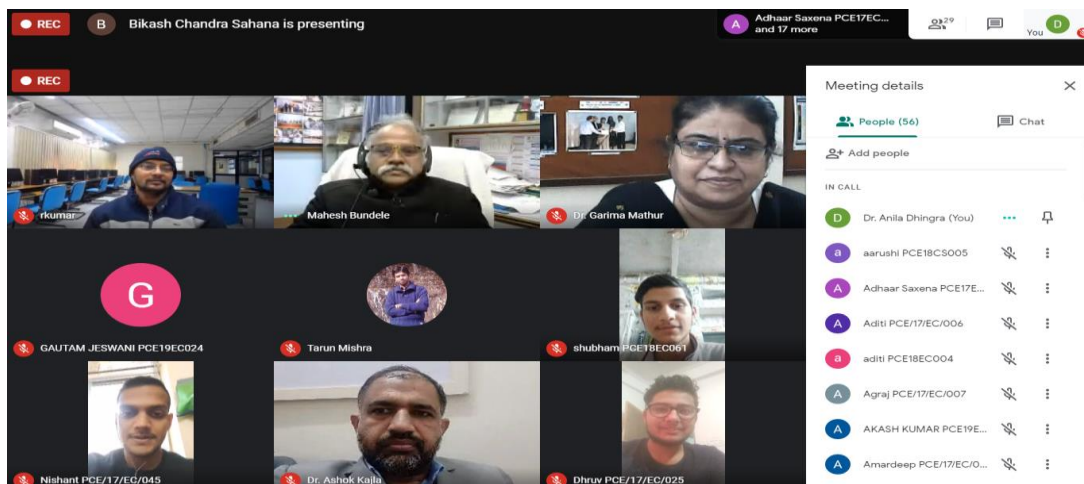 REC
B
Bikash Chandra Sahana is presenting
A
Adhaar Saxena PCE17EC...
and 17 more
29
You
D
REC
Meeting details
People (56)
Chat
Add people
IN CALL
D
Dr. Anila Dhingra (You)
a
aarushi PCE18CS005
A
Adhaar Saxena PCE17E...
A
Aditi PCE/17/EC/006
a
aditi PCE18EC004
A
Agraj PCE/17/EC/007
A
AKASH KUMAR PCE19E...
A
Amardeep PCE/17/EC/0...
rkumar
Mahesh Bundele
Dr. Garima Mathur
G
GAUTAM JESWANI PCE19EC024
Tarun Mishra
shubham PCE18EC061
Nishant PCE/17/EC/045
Dr. Ashok Kajla
Dhruv PCE/17/EC/025